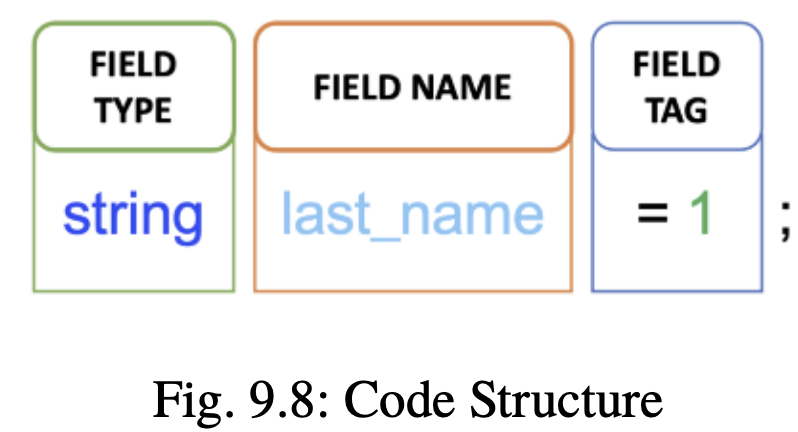 FIELD
TYPE
FIELD NAME
FIELD
TAG
string last_name = 1 ;
Fig. 9.8: Code Structure